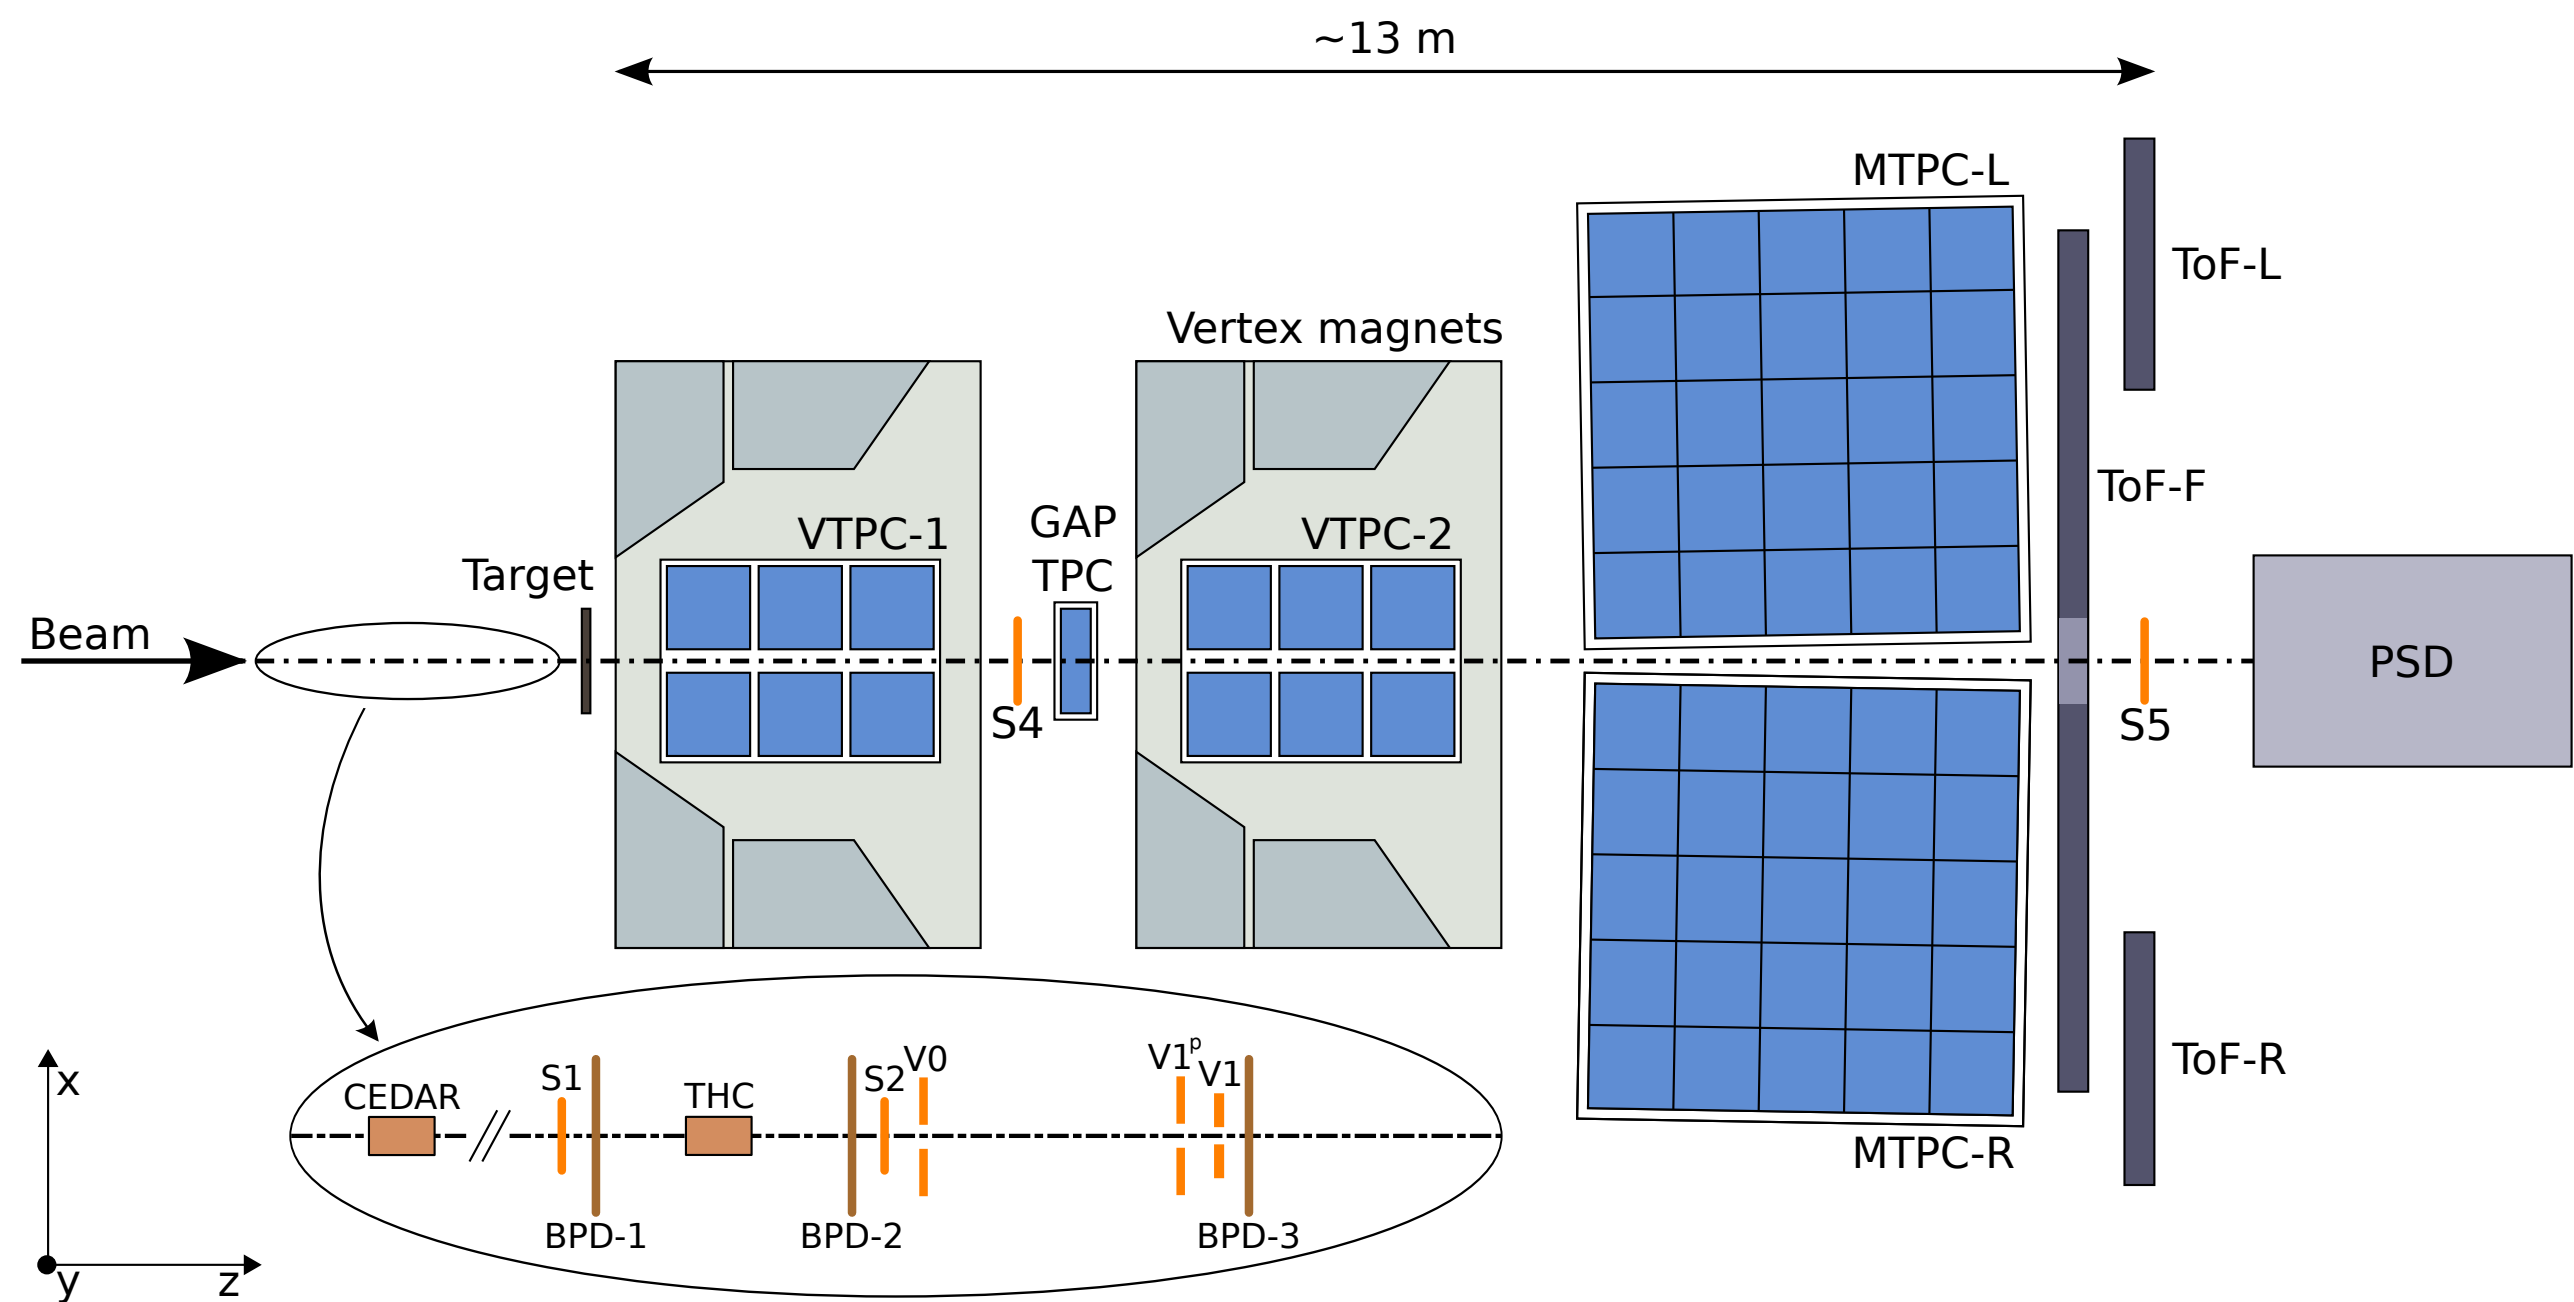 ~13 m
MTPC-L
ToF-L
Vertex magnets
ToF-F
GAP
TPC
VTPC-1
VTPC-2
Target
Beam
PSD
S4
S5
V1p
V0
V1
S1
S2
x
CEDAR
THC
ToF-R
MTPC-R
BPD-1
BPD-2
BPD-3
y
z